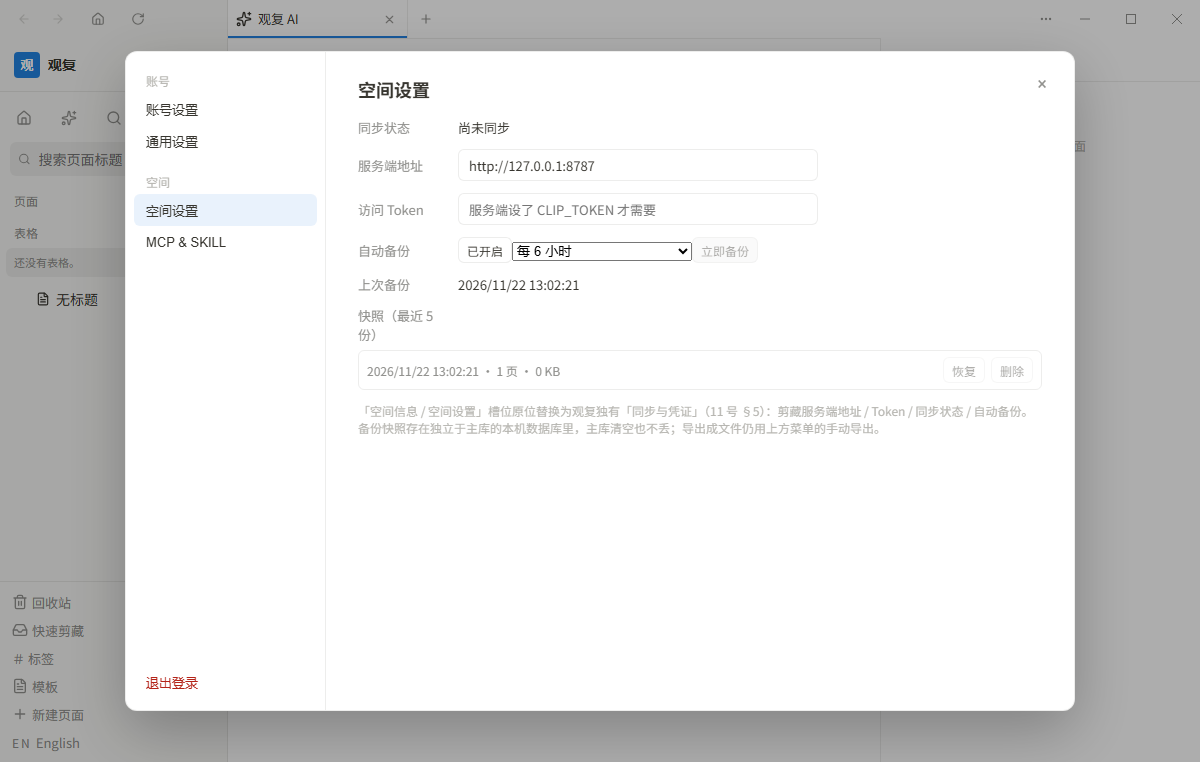 观复 AI
观 观复
搜索页面标题
页面
表格
还没有表格。
无标题
回收站
快速剪藏
# 标签
模板
新建页面
EN English
账号
账号设置
通用设置
空间
空间设置
MCP & SKILL
退出登录
空间设置
同步状态 尚未同步
服务端地址 http://127.0.0.1:8787
访问 Token 服务端设了 CLIP_TOKEN 才需要
自动备份 已开启 每 6 小时 立即备份
上次备份 2026/11/22 13:02:21
快照（最近 5
份）
2026/11/22 13:02:21 · 1 页 · 0 KB 恢复 删除
「空间信息 / 空间设置」槽位原位替换为观复独有「同步与凭证」（11 号 §5）：剪藏服务端地址 / Token / 同步状态 / 自动备份。
备份快照存在独立于主库的本机数据库里，主库清空也不丢；导出成文件仍用上方菜单的手动导出。
面